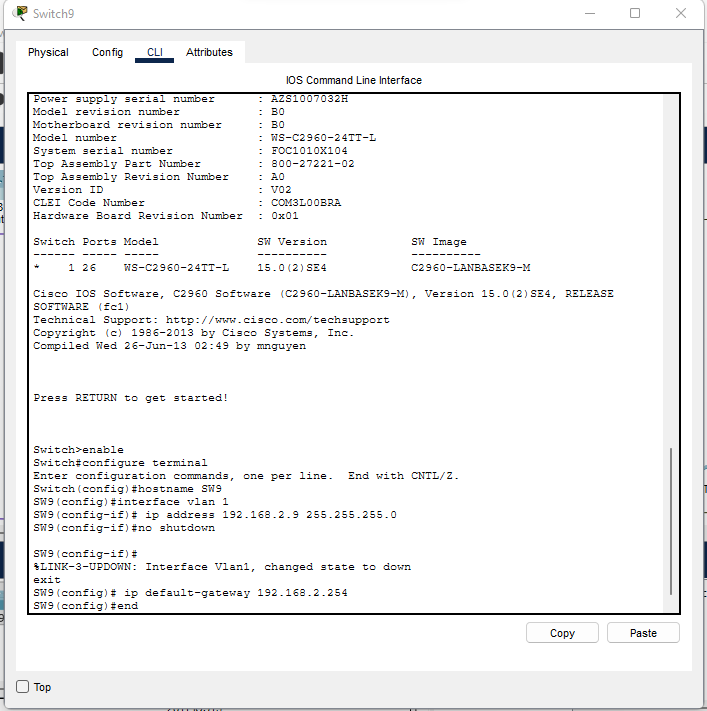 Switch9
Physical Config CLI Attributes
IOS Command Line Interface
Power supply serial number : AZS1007032H
Model revision number : B0
Motherboard revision number : B0
Model number : WS-C2960-24TT-L
System serial number : FOC1010X104
Top Assembly Part Number : 800-27221-02
Top Assembly Revision Number : A0
Version ID : V02
CLEI Code Number : COM3L00BRA
Hardware Board Revision Number : 0x01
Switch Ports Model SW Version SW Image
------ ----- ----- ---------- ----------
* 1 26 WS-C2960-24TT-L 15.0(2)SE4 C2960-LANBASEK9-M
Cisco IOS Software, C2960 Software (C2960-LANBASEK9-M), Version 15.0(2)SE4, RELEASE
SOFTWARE (fc1)
Technical Support: http://www.cisco.com/techsupport
Copyright (c) 1986-2013 by Cisco Systems, Inc.
Compiled Wed 26-Jun-13 02:49 by mnguyen
Press RETURN to get started!
Switch>enable
Switch#configure terminal
Enter configuration commands, one per line. End with CNTL/Z.
Switch(config)#hostname SW9
SW9(config)#interface vlan 1
SW9(config-if)# ip address 192.168.2.9 255.255.255.0
SW9(config-if)#no shutdown
SW9(config-if)#
%LINK-3-UPDOWN: Interface Vlan1, changed state to down
exit
SW9(config)# ip default-gateway 192.168.2.254
SW9(config)#end
Copy Paste
Top